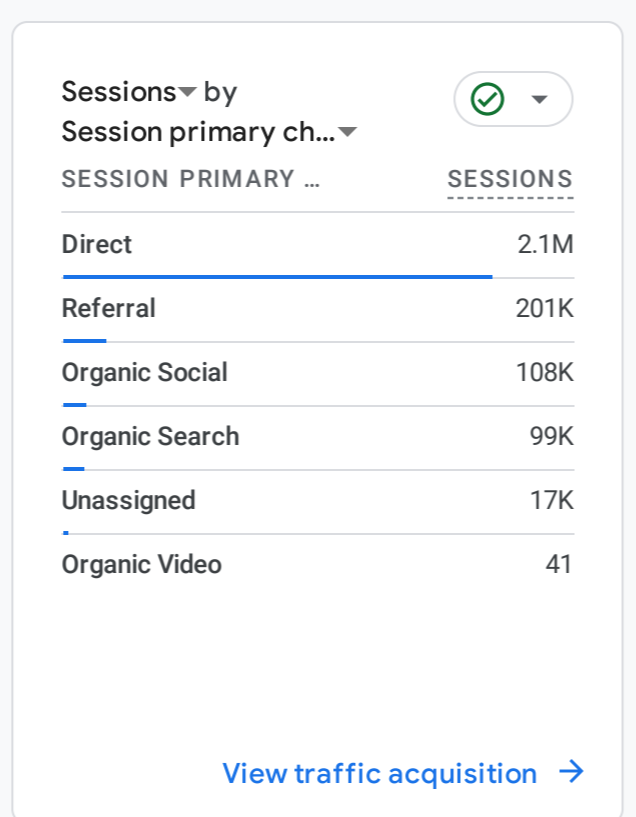 Sessions by
Session primary ch...
SESSION PRIMARY ... SESSIONS
Direct 2.1M
Referral 201K
Organic Social 108K
Organic Search 99K
Unassigned 17K
Organic Video 41
View traffic acquisition